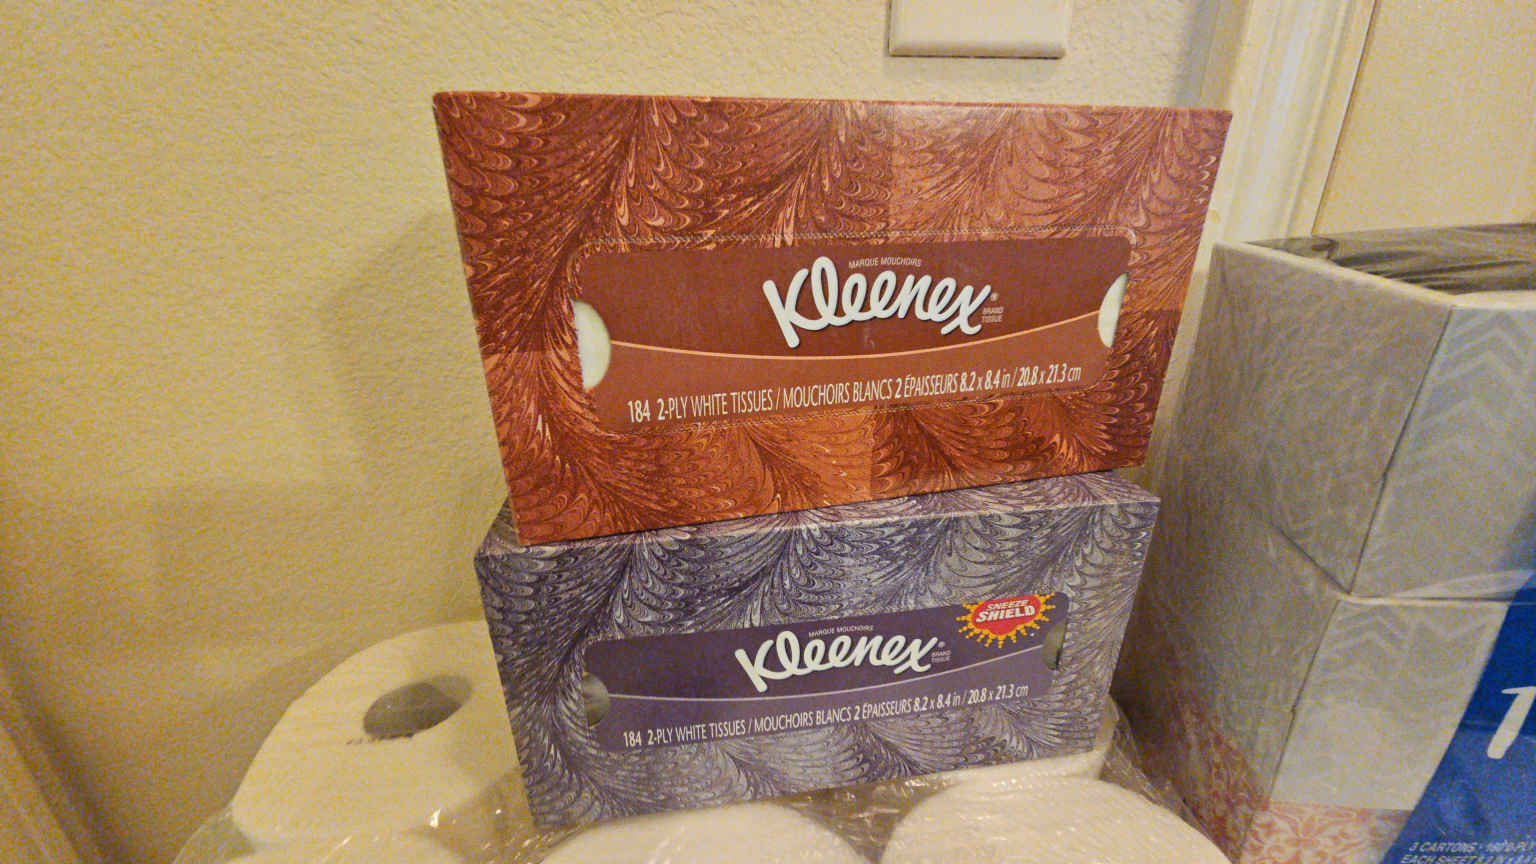 MARQUE MOUCHOIRS
Kleenex®
BRAND
TISSUE
184 2-PLY WHITE TISSUES / MOUCHOIRS BLANCS 2 ÉPAISSEURS 8.2 x 8.4 in / 20.8 x 21.3 cm
SNEEZE
SHIELD
MARQUE MOUCHOIRS
Kleenex®
BRAND
TISSUE
184 2-PLY WHITE TISSUES / MOUCHOIRS BLANCS 2 ÉPAISSEURS 8.2 x 8.4 in / 20.8 x 21.3 cm
3 CARTONS